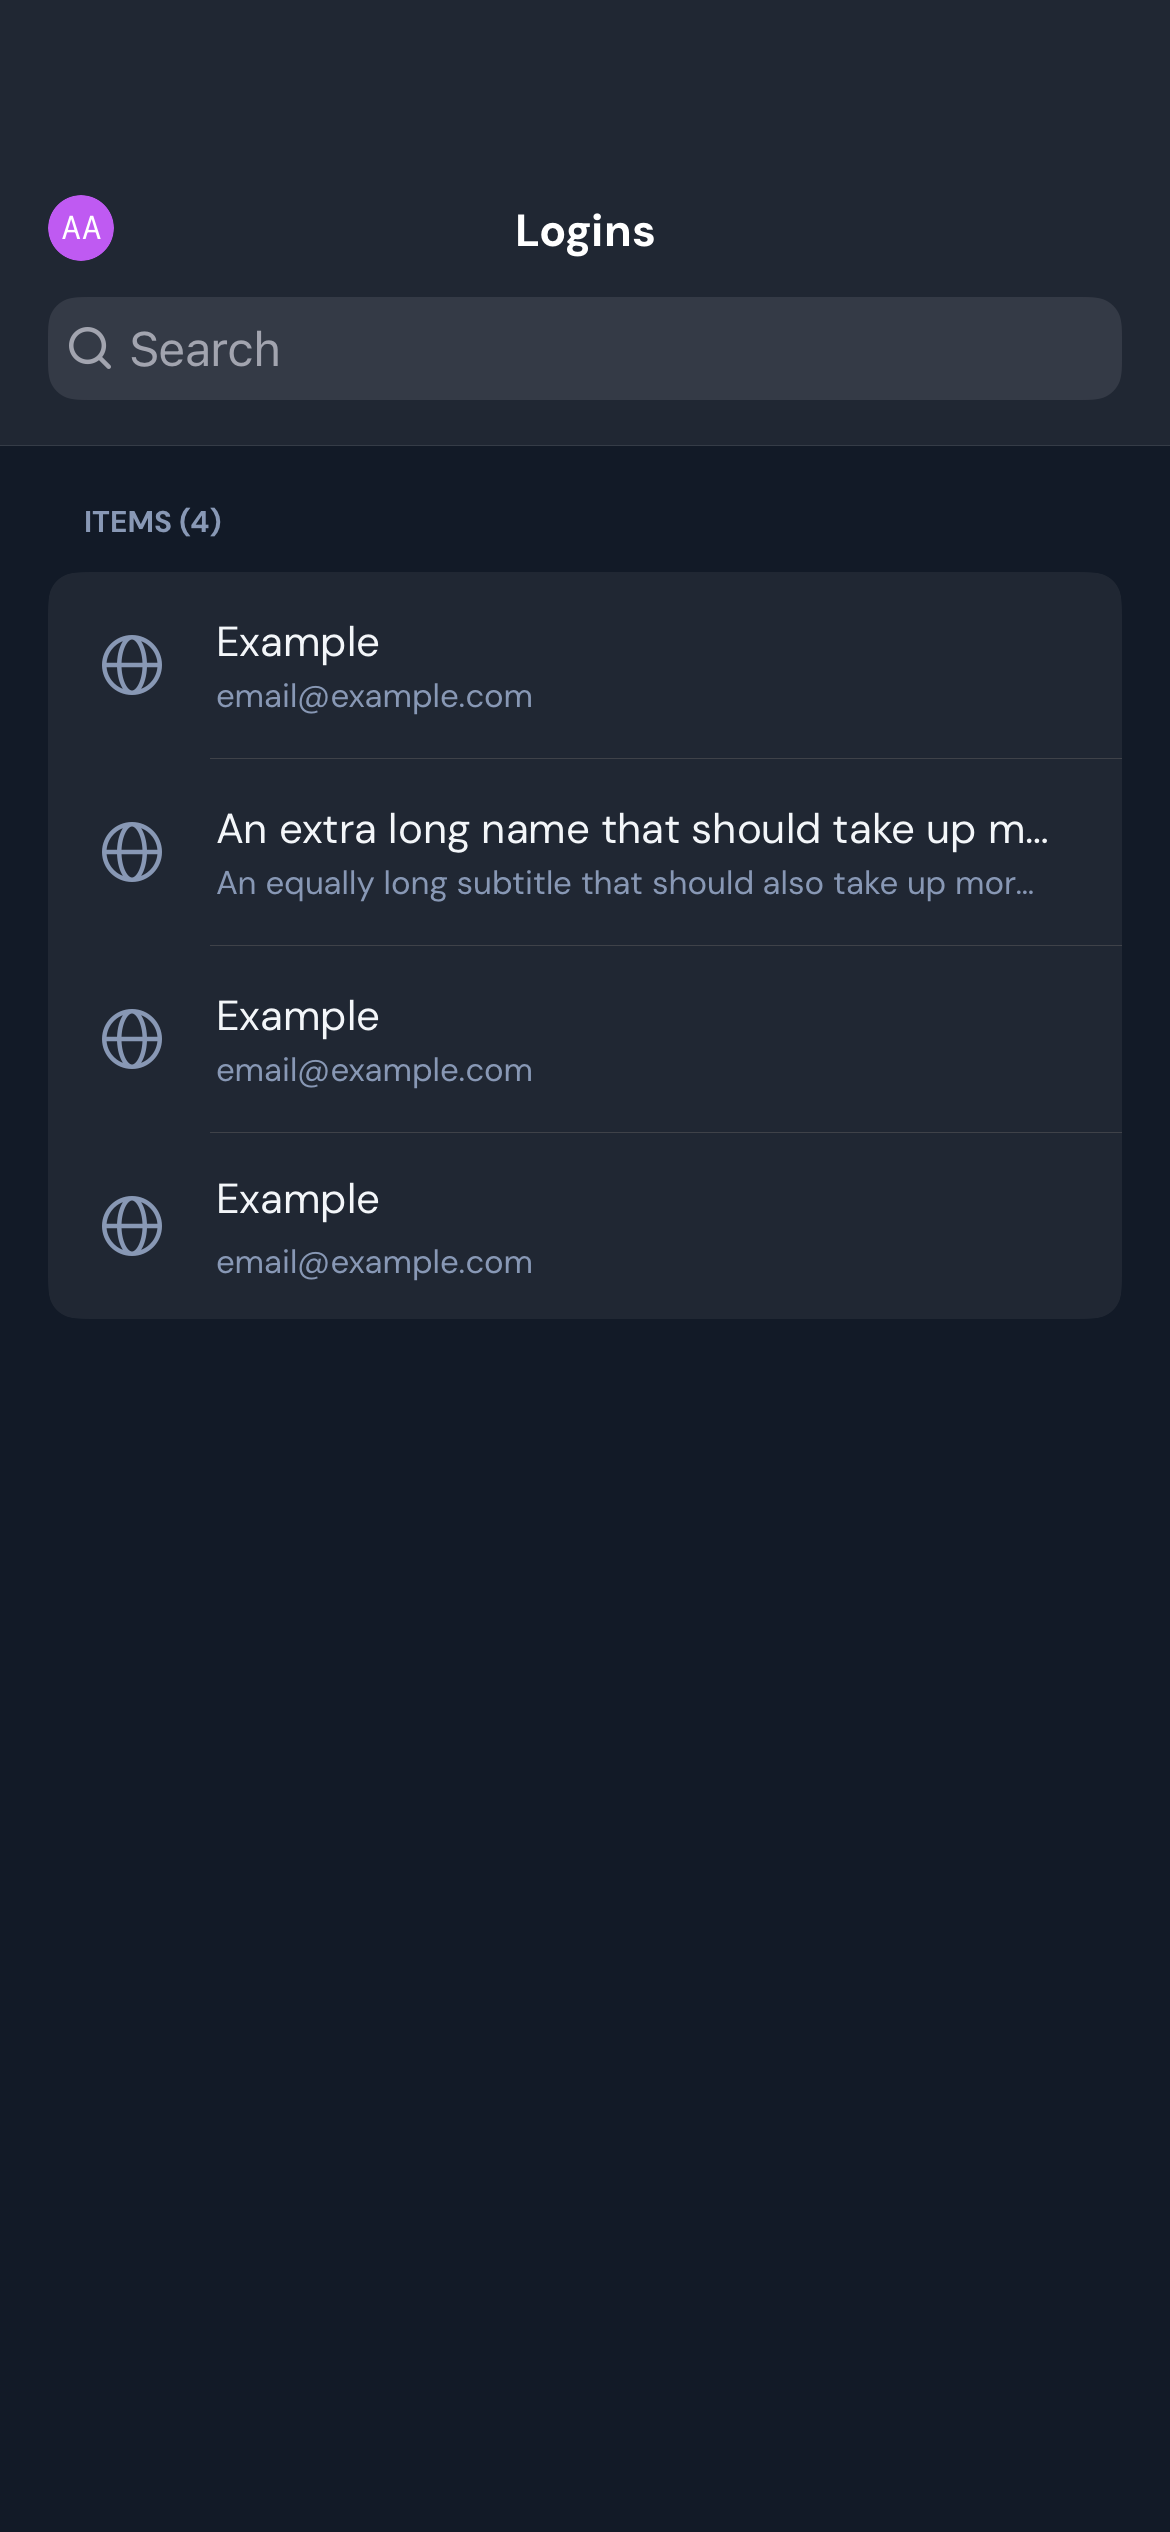 AA
Logins
Search
ITEMS (4)
Example
email@example.com
An extra long name that should take up m...
An equally long subtitle that should also take up mor...
Example
email@example.com
Example
email@example.com